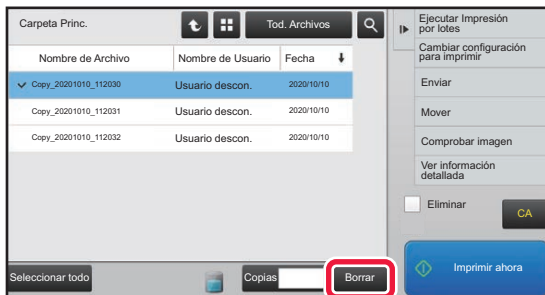 Carpeta Princ.
Tod. Archivos
Nombre de Archivo
Nombre de Usuario
Fecha
Copy_20201010_112030
Usuario descon.
2020/10/10
Copy_20201010_112031
Usuario descon.
2020/10/10
Copy_20201010_112032
Usuario descon.
2020/10/10
Seleccionar todo
Copias
Borrar
Ejecutar Impresión
por lotes
Cambiar configuración
para imprimir
Enviar
Mover
Comprobar imagen
Ver información
detallada
Eliminar
CA
Imprimir ahora